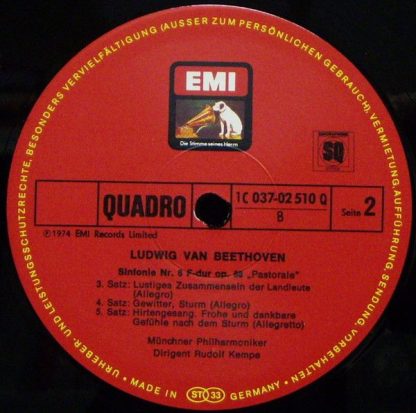 URHEBER- UND LEISTUNGSSCHUTZRECHTE, BESONDERS VERVIELFÄLTIGUNG (AUSSER ZUM PERSÖNLICHEN GEBRAUCH), VERMIETUNG, AUFFÜHRUNG, SENDUNG, VORBEHALTEN
EMI
Die Stimme seines Herrn
SQ
QUADRO
1C 037-02 510 Q
B
Seite 2
℗1974 EMI Records Limited
LUDWIG VAN BEETHOVEN
Sinfonie Nr. 6 F-dur op. 68 „Pastorale"
3. Satz: Lustiges Zusammensein der Landleute
(Allegro)
4. Satz: Gewitter, Sturm (Allegro)
5. Satz: Hirtengesang. Frohe und dankbare
Gefühle nach dem Sturm (Allegretto)
Münchner Philharmoniker
Dirigent Rudolf Kempe
MADE IN ST 33 GERMANY